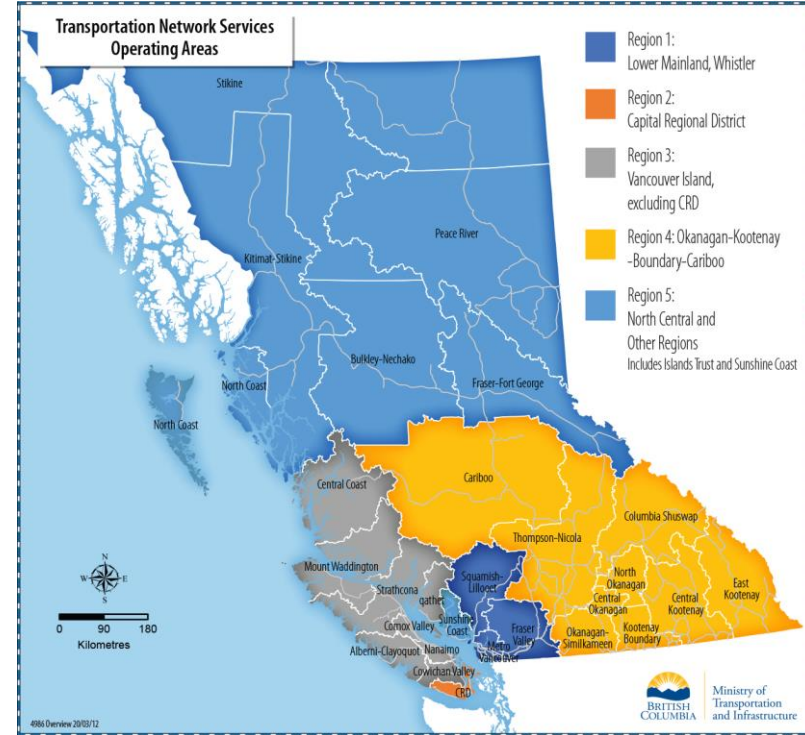 Transportation Network Services
Operating Areas
Region 1:
Lower Mainland, Whistler
Region 2:
Capital Regional District
Region 3:
Vancouver Island,
excluding CRD
Region 4: Okanagan-Kootenay
-Boundary-Cariboo
Region 5:
North Central and
Other Regions
Includes Islands Trust and Sunshine Coast
Stikine
Peace River
Kitimat-Stikine
Bulkley-Nechako
Fraser-Fort George
North Coast
North Coast
Cariboo
Central Coast
Columbia Shuswap
Thompson-Nicola
Mount Waddington
Squamish-
Lillooet
North
Okanagan
Strathcona
qathet
Central
Okanagan
Central
Kootenay
East
Kootenay
Sunshine
Coast
Comox Valley
Fraser
Valley
Okanagan-
Similkameen
Kootenay
Boundary
Alberni-Clayoquot
Nanaimo
Metro
Vancouver
Cowichan Valley
CRD
N
W
E
S
0 90 180
Kilometres
BRITISH
COLUMBIA
Ministry of
Transportation
and Infrastructure
4986 Overview 20/03/12